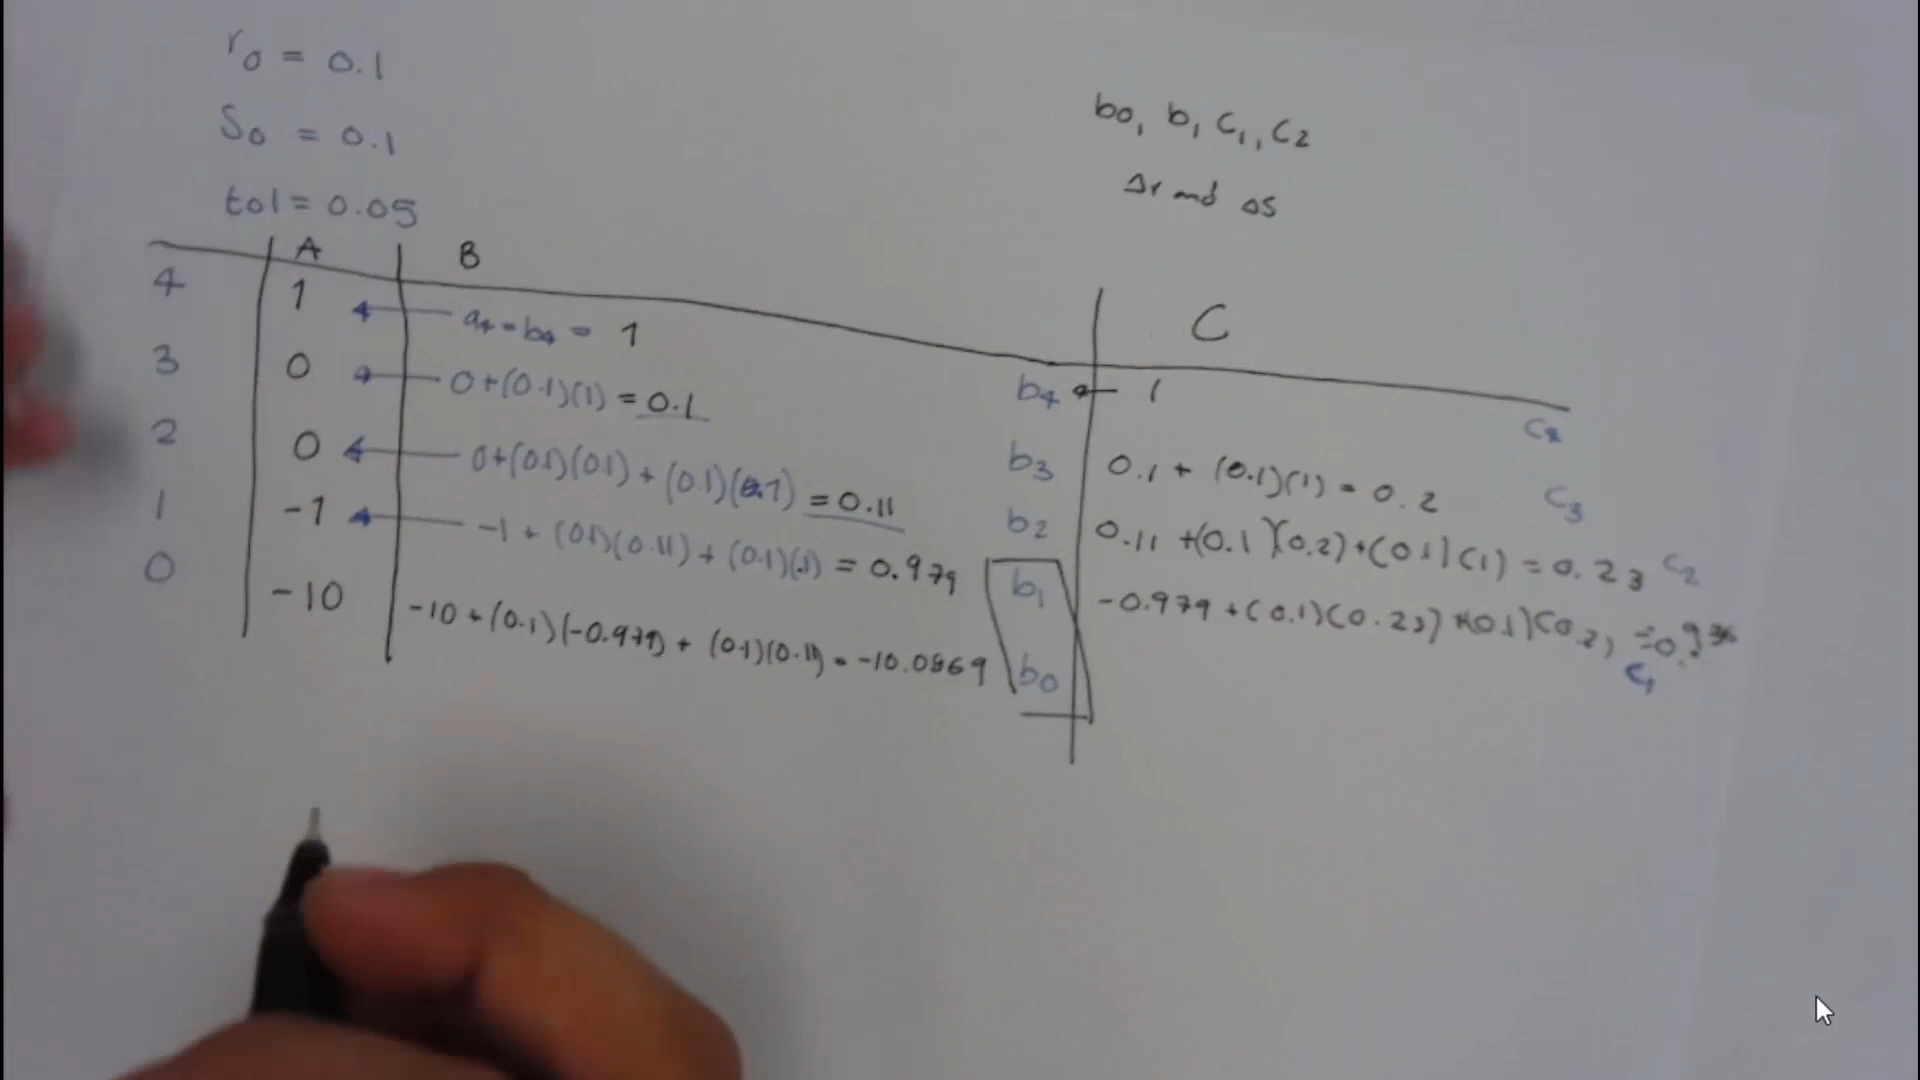 r0 = 0.1
S0 = 0.1
tol = 0.05
b0, b1 C1, C2
Δr and ΔS
A B C
4 1 a4 = b4 = 1 b4 1
3 0 0+(0.1)(1) = 0.1 b3 0.1 + (0.1)(1) = 0.2 C3
2 0 0+(0.1)(0.1) + (0.1)(0.1) = 0.11 b2 0.11 +(0.1)(0.2)+(0.1)(1) = 0.23 C2
1 -1 -1 + (0.1)(0.11) + (0.1)(.1) = 0.979 b1 -0.979 + (0.1)(0.23) +(0.1)(0.2)
C1
0 -10 -10 + (0.1)(-0.979) + (0.1)(0.11) = -10.0869 b0